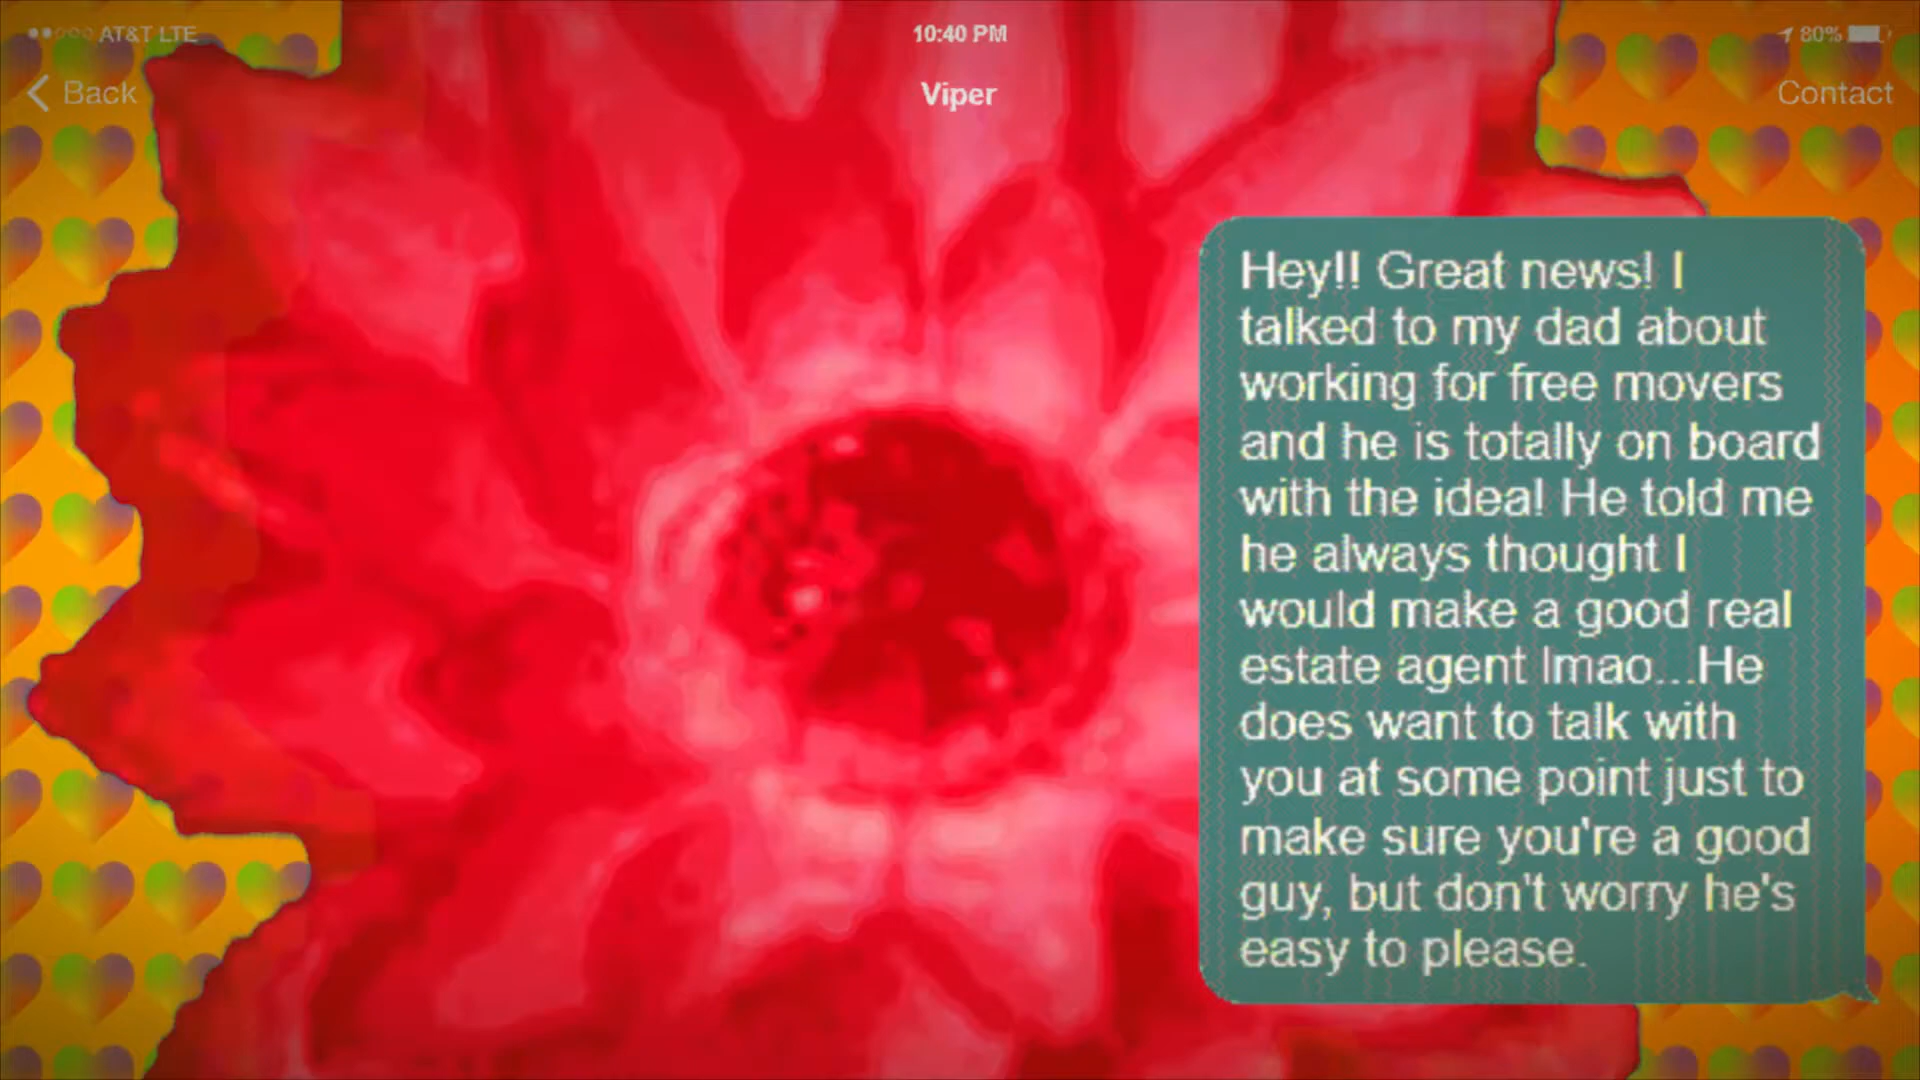 AT&T LTE 10:40 PM 80%
Back Viper Contact
Hey!! Great news! I
talked to my dad about
working for free movers
and he is totally on board
with the idea! He told me
he always thought I
would make a good real
estate agent lmao...He
does want to talk with
you at some point just to
make sure you're a good
guy, but don't worry he's
easy to please.